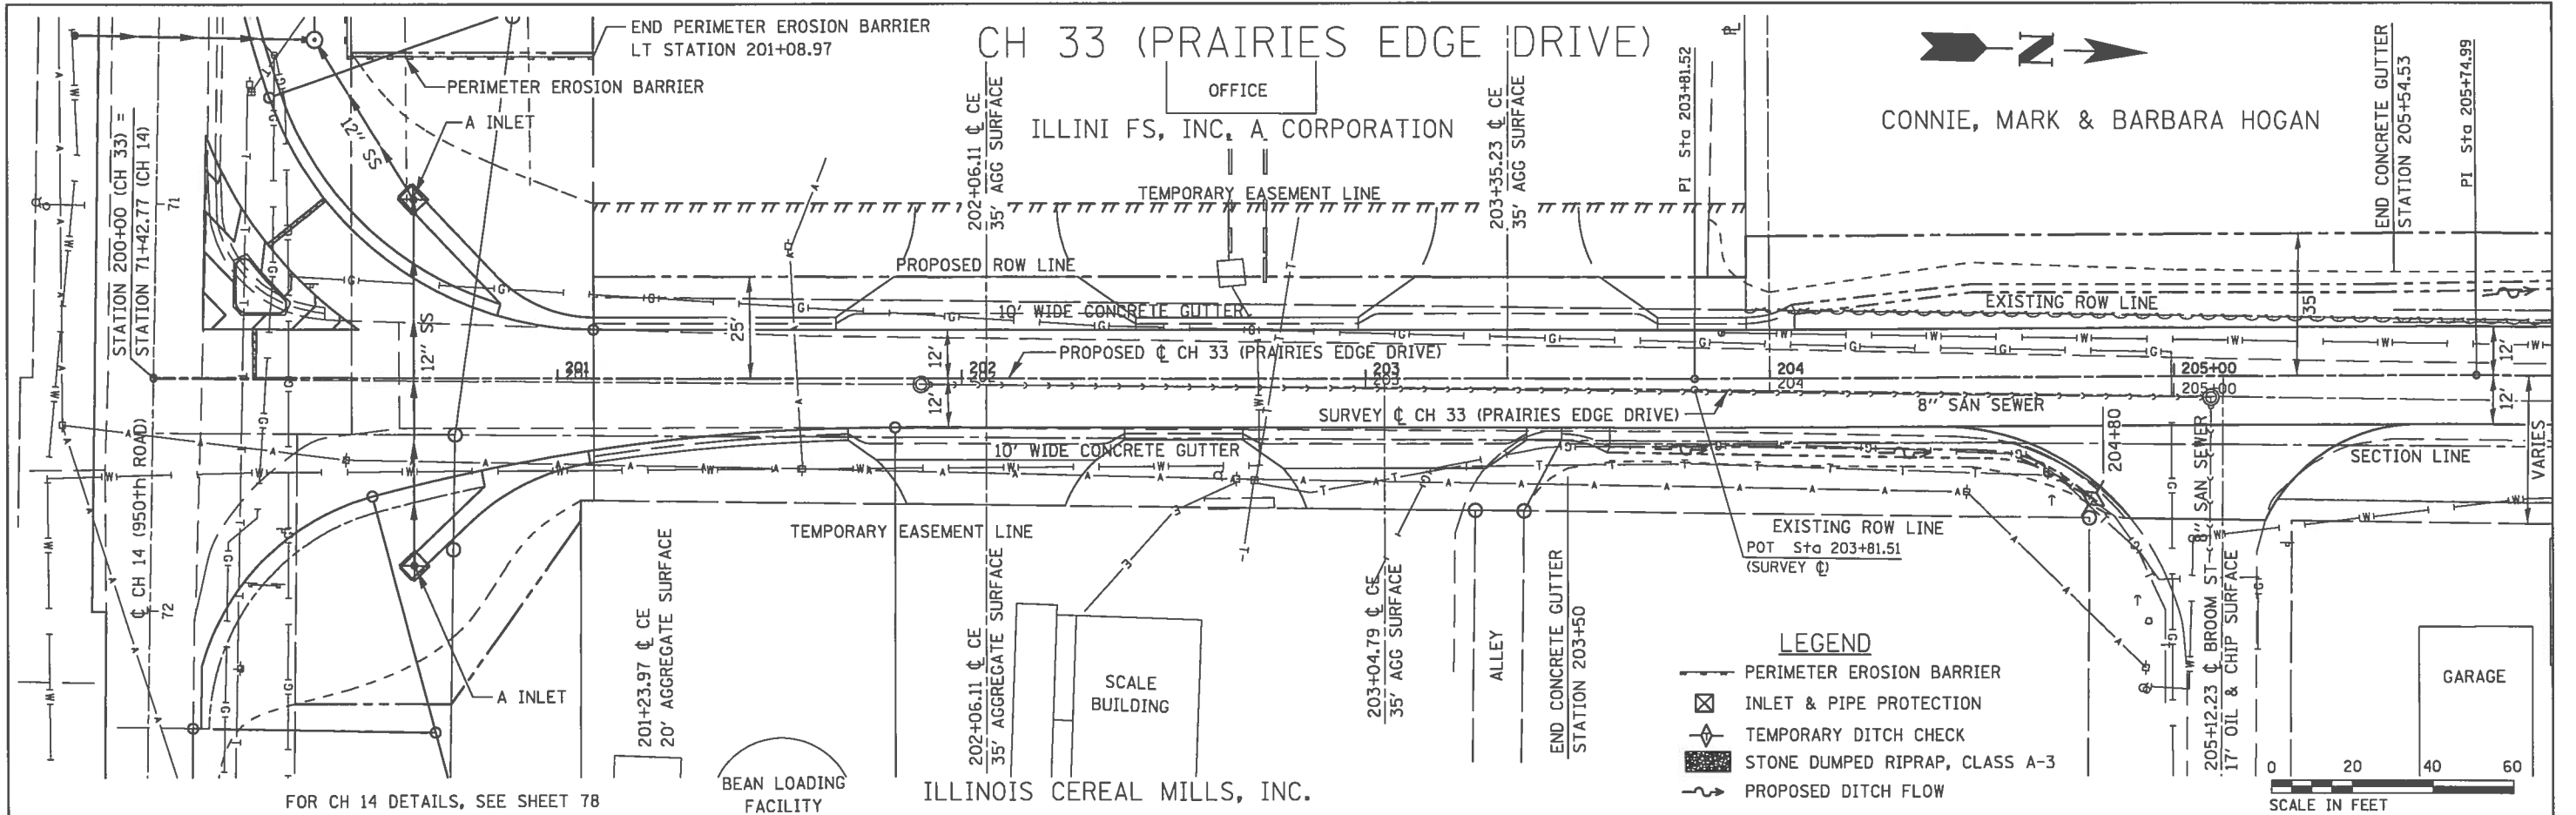 END PERIMETER EROSION BARRIER
LT STATION 201+08.97
PERIMETER EROSION BARRIER
A INLET
12" SS
CH 33 (PRAIRIES EDGE DRIVE)
OFFICE
ILLINI FS, INC. A CORPORATION
202+06.11 ℄ CE
35' AGG SURFACE
203+35.23 ℄ CE
35' AGG SURFACE
PI Sta 203+81.52
PL
N
CONNIE, MARK & BARBARA HOGAN
END CONCRETE GUTTER
STATION 205+54.53
PI Sta 205+74.99
STATION 200+00 (CH 33) =
STATION 71+42.77 (CH 14)
71
TEMPORARY EASEMENT LINE
PROPOSED ROW LINE
10' WIDE CONCRETE GUTTER
EXISTING ROW LINE
35'
25'
12'
12'
12" SS
PROPOSED ℄ CH 33 (PRAIRIES EDGE DRIVE)
201
201
202
202
203
203
204
204
205+00
205+00
12'
12'
SURVEY ℄ CH 33 (PRAIRIES EDGE DRIVE)
8" SAN SEWER
10' WIDE CONCRETE GUTTER
204+80
8" SAN SEWER
SECTION LINE
VARIES
℄ CH 14 (950th ROAD)
72
TEMPORARY EASEMENT LINE
EXISTING ROW LINE
POT Sta 203+81.51
(SURVEY ℄)
A INLET
201+23.97 ℄ CE
20' AGGREGATE SURFACE
202+06.11 ℄ CE
35' AGGREGATE SURFACE
203+04.79 ℄ CE
35' AGG SURFACE
ALLEY
END CONCRETE GUTTER
STATION 203+50
205+12.23 ℄ BROOM ST
17' OIL & CHIP SURFACE
SCALE
BUILDING
GARAGE
BEAN LOADING
FACILITY
ILLINOIS CEREAL MILLS, INC.
FOR CH 14 DETAILS, SEE SHEET 78
LEGEND
PERIMETER EROSION BARRIER
INLET & PIPE PROTECTION
TEMPORARY DITCH CHECK
STONE DUMPED RIPRAP, CLASS A-3
PROPOSED DITCH FLOW
0 20 40 60
SCALE IN FEET